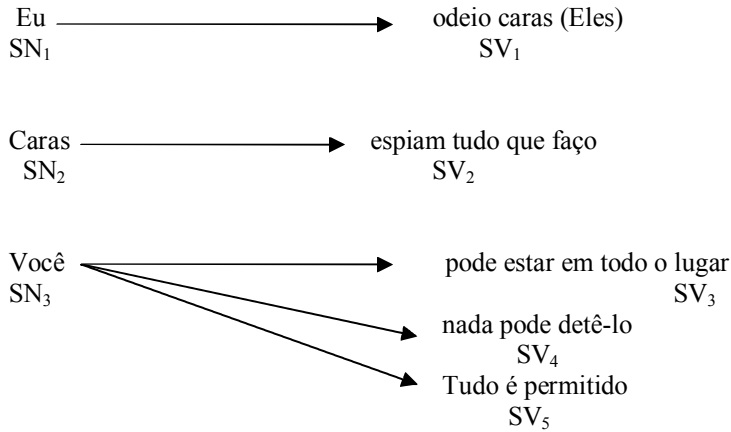 Eu odeio caras (Eles)
SN₁ SV₁
Caras espiam tudo que faço
SN₂ SV₂
Você pode estar em todo o lugar
SN₃ SV₃
nada pode detê-lo
SV₄
Tudo é permitido
SV₅